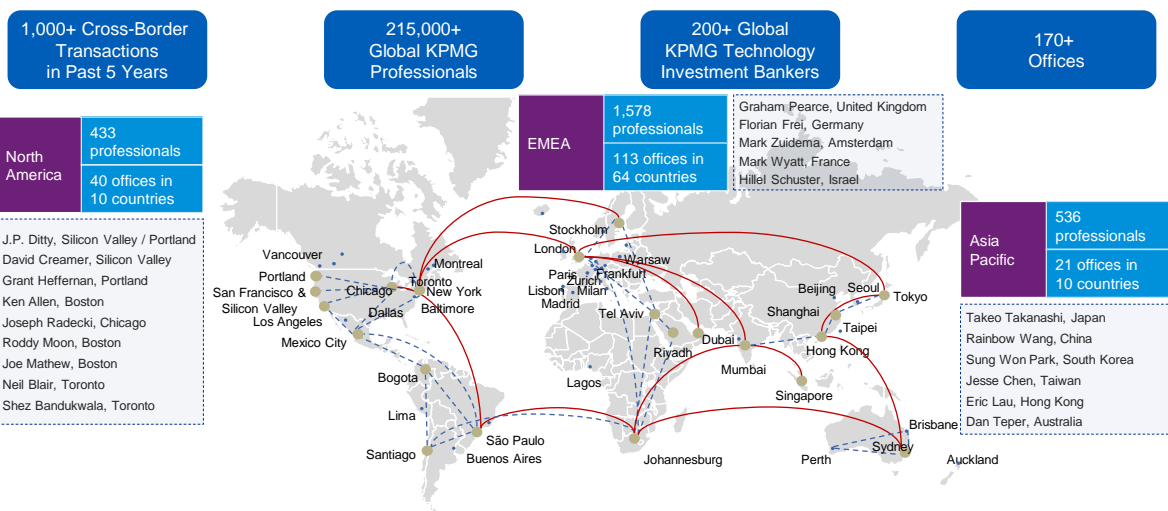 1,000+ Cross-Border
Transactions
in Past 5 Years
215,000+
Global KPMG
Professionals
200+ Global
KPMG Technology
Investment Bankers
170+
Offices
North
America
433
professionals
40 offices in
10 countries
EMEA
1,578
professionals
113 offices in
64 countries
Graham Pearce, United Kingdom
Florian Frei, Germany
Mark Zuidema, Amsterdam
Mark Wyatt, France
Hillel Schuster, Israel
Asia
Pacific
536
professionals
21 offices in
10 countries
J.P. Ditty, Silicon Valley / Portland
David Creamer, Silicon Valley
Grant Heffernan, Portland
Ken Allen, Boston
Joseph Radecki, Chicago
Roddy Moon, Boston
Joe Mathew, Boston
Neil Blair, Toronto
Shez Bandukwala, Toronto
Takeo Takanashi, Japan
Rainbow Wang, China
Sung Won Park, South Korea
Jesse Chen, Taiwan
Eric Lau, Hong Kong
Dan Teper, Australia
Vancouver
Portland
San Francisco &
Silicon Valley
Los Angeles
Mexico City
Chicago
Dallas
Toronto
Montreal
New York
Baltimore
Bogota
Lima
Santiago
São Paulo
Buenos Aires
Stockholm
London
Paris
Zurich
Frankfurt
Warsaw
Lisbon
Milan
Madrid
Tel Aviv
Riyadh
Dubai
Lagos
Johannesburg
Mumbai
Singapore
Beijing
Seoul
Tokyo
Shanghai
Taipei
Hong Kong
Brisbane
Sydney
Perth
Auckland